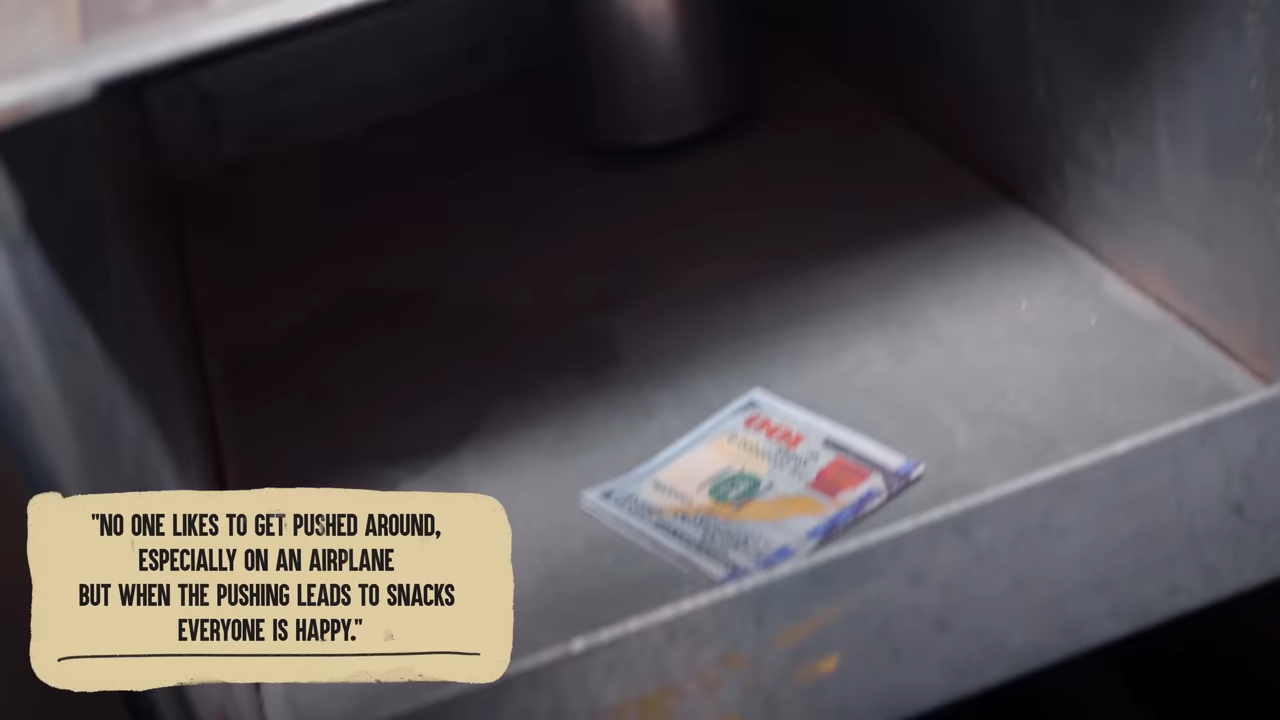 "NO ONE LIKES TO GET PUSHED AROUND,
ESPECIALLY ON AN AIRPLANE
BUT WHEN THE PUSHING LEADS TO SNACKS
EVERYONE IS HAPPY."
100